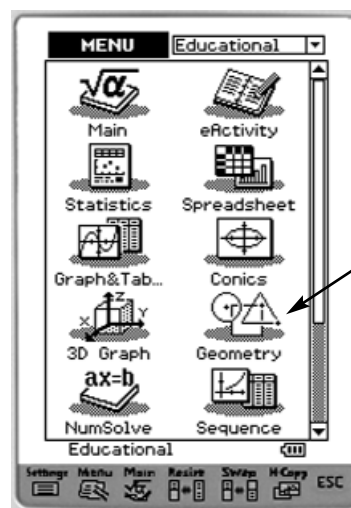 MENU Educational
√α
Main eActivity
Statistics Spreadsheet
Graph&Tab... Conics
x z y r
3D Graph Geometry
ax=b
NumSolve Sequence
Educational
Settings Menu Main Resize Swap H-Copy ESC